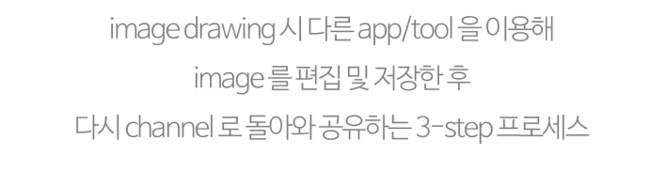 image drawing 시 다른 app/tool 을 이용해
image 를 편집 및 저장한 후
다시 channel 로 돌아와 공유하는 3-step 프로세스